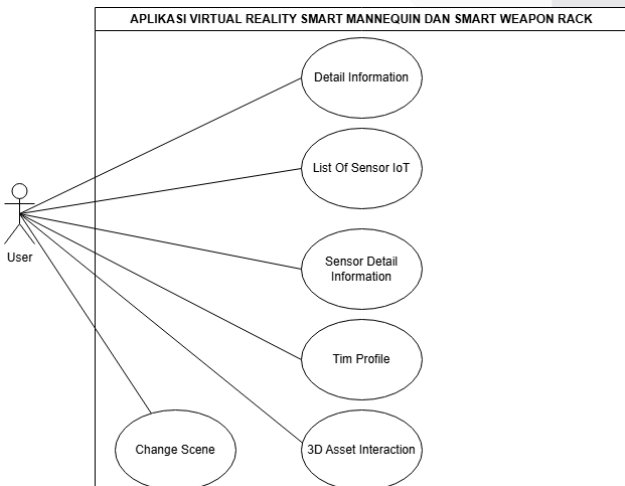 APLIKASI VIRTUAL REALITY SMART MANNEQUIN DAN SMART WEAPON RACK
Detail Information
List Of Sensor IoT
User
Sensor Detail
Information
Tim Profile
Change Scene
3D Asset Interaction